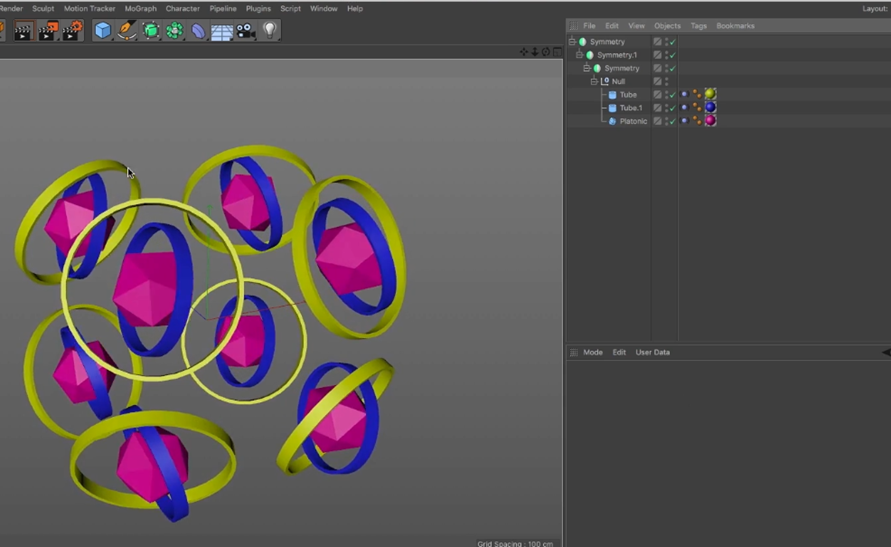 Render Sculpt Motion Tracker MoGraph Character Pipeline Plugins Script Window Help Layout:
File Edit View Objects Tags Bookmarks
Symmetry
Symmetry.1
Symmetry
Null
Tube
Tube.1
Platonic
Mode Edit User Data
Grid Spacing : 100 cm